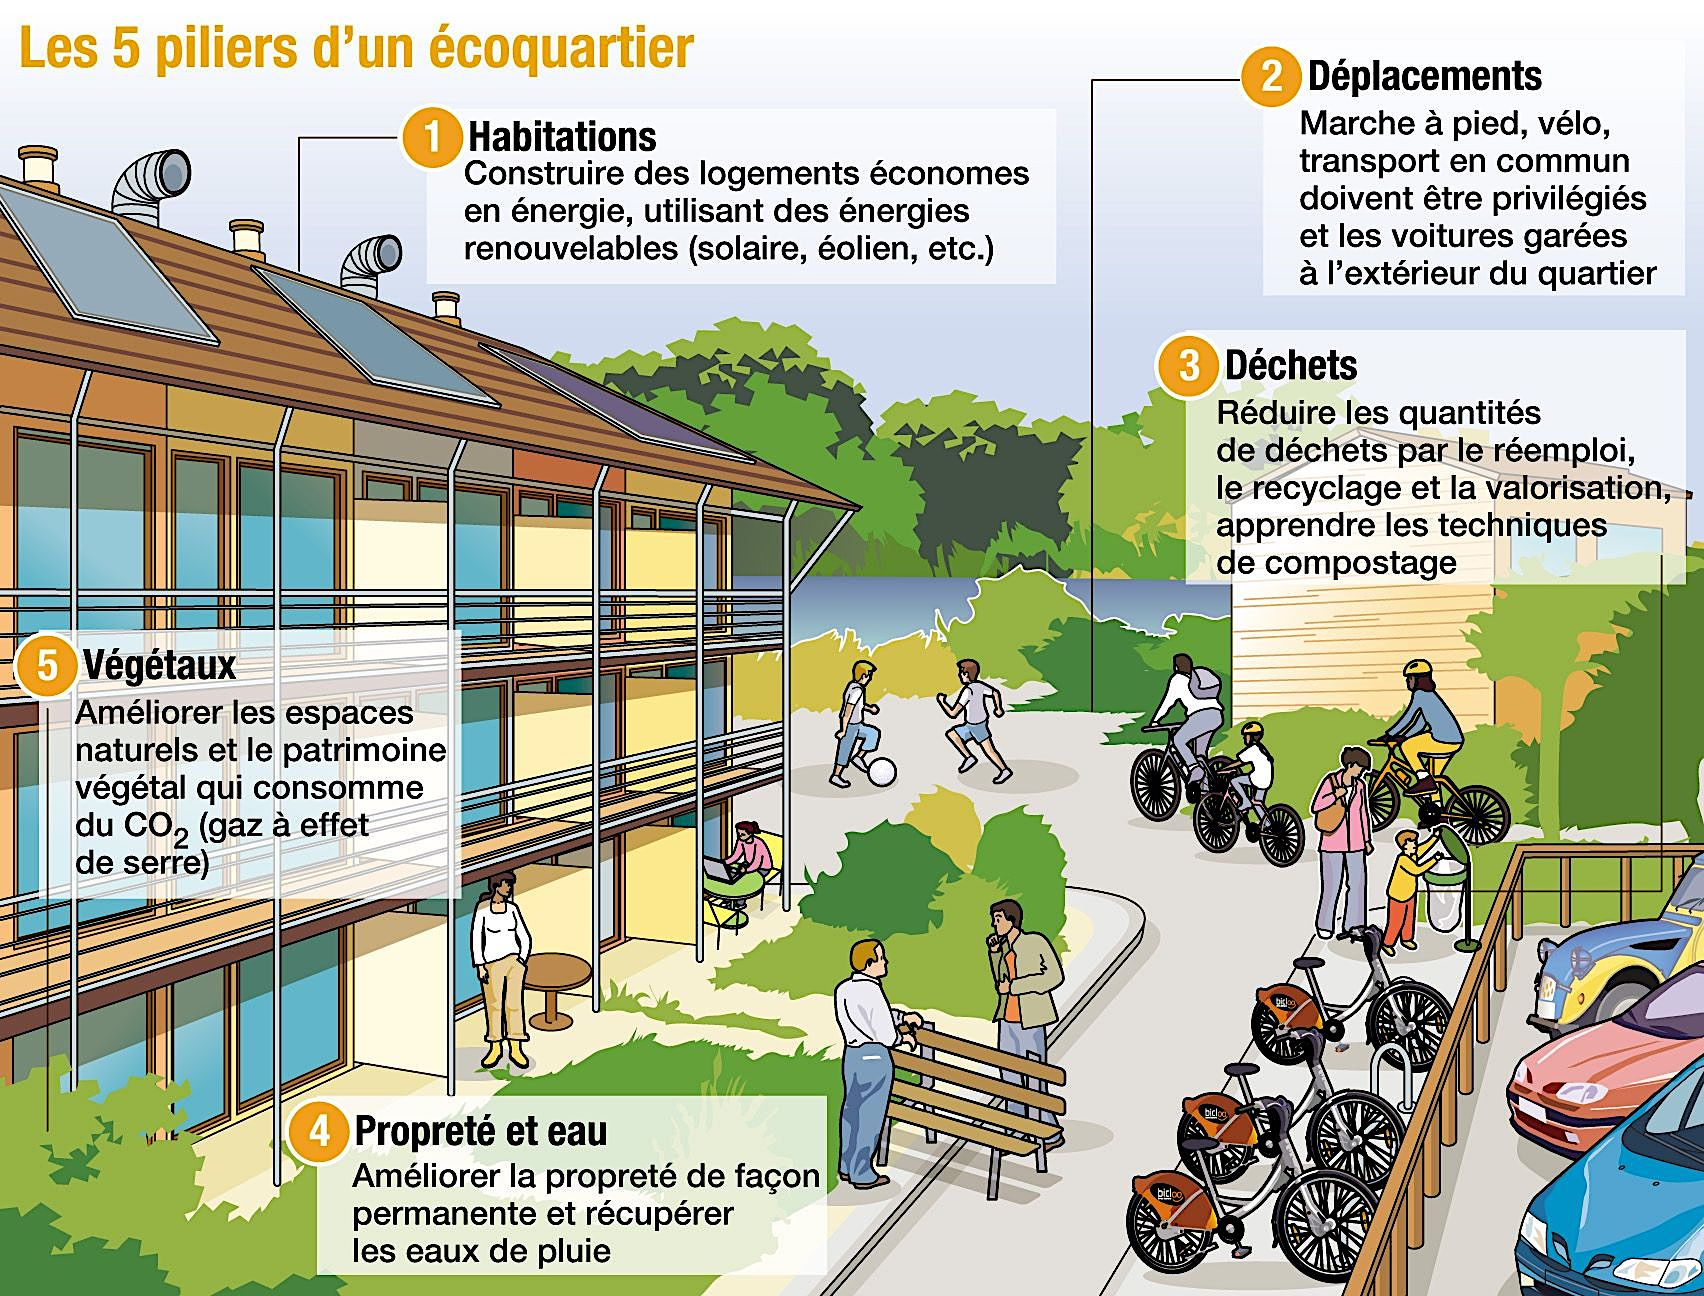 Les 5 piliers d'un écoquartier
1 Habitations
Construire des logements économes
en énergie, utilisant des énergies
renouvelables (solaire, éolien, etc.)
2 Déplacements
Marche à pied, vélo,
transport en commun
doivent être privilégiés
et les voitures garées
à l'extérieur du quartier
3 Déchets
Réduire les quantités
de déchets par le réemploi,
le recyclage et la valorisation,
apprendre les techniques
de compostage
4 Propreté et eau
Améliorer la propreté de façon
permanente et récupérer
les eaux de pluie
5 Végétaux
Améliorer les espaces
naturels et le patrimoine
végétal qui consomme
du CO2 (gaz à effet
de serre)
bicloo
bicloo
bicloo